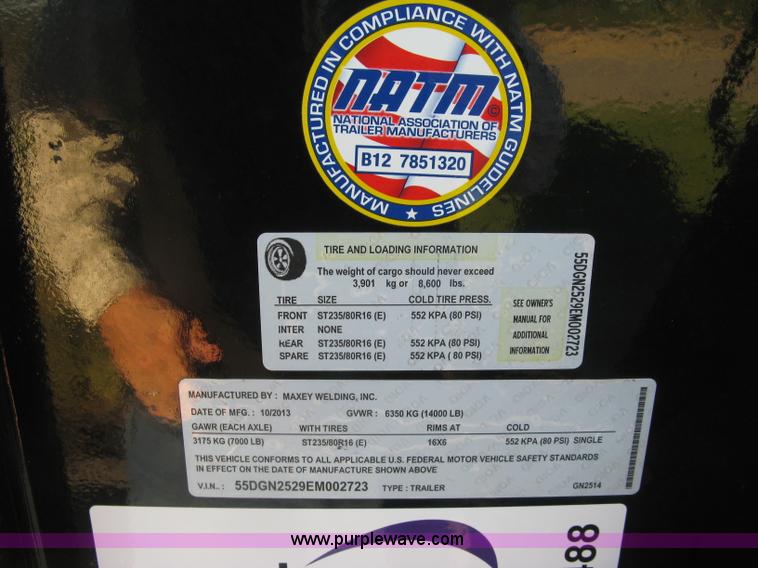 MANUFACTURED IN COMPLIANCE WITH NATM GUIDELINES
NATM ©
NATIONAL ASSOCIATION OF
TRAILER MANUFACTURERS
B12 7851320
TIRE AND LOADING INFORMATION
The weight of cargo should never exceed
3,901 kg or 8,600 lbs.
TIRE SIZE COLD TIRE PRESS.
FRONT ST235/80R16 (E) 552 KPA (80 PSI)
INTER NONE
REAR ST235/80R16 (E) 552 KPA (80 PSI)
SPARE ST235/80R16 (E) 552 KPA (80 PSI)
SEE OWNER'S
MANUAL FOR
ADDITIONAL
INFORMATION
55DGN2529EM002723
MANUFACTURED BY : MAXEY WELDING, INC.
DATE OF MFG. : 10/2013 GVWR : 6350 KG (14000 LB)
GAWR (EACH AXLE) WITH TIRES RIMS AT COLD
3175 KG (7000 LB) ST235/80R16 (E) 16X6 552 KPA (80 PSI) SINGLE
THIS VEHICLE CONFORMS TO ALL APPLICABLE U.S. FEDERAL MOTOR VEHICLE SAFETY STANDARDS
IN EFFECT ON THE DATE OF MANUFACTURE SHOWN ABOVE
V.I.N.: 55DGN2529EM002723 TYPE : TRAILER GN2514
www.purplewave.com